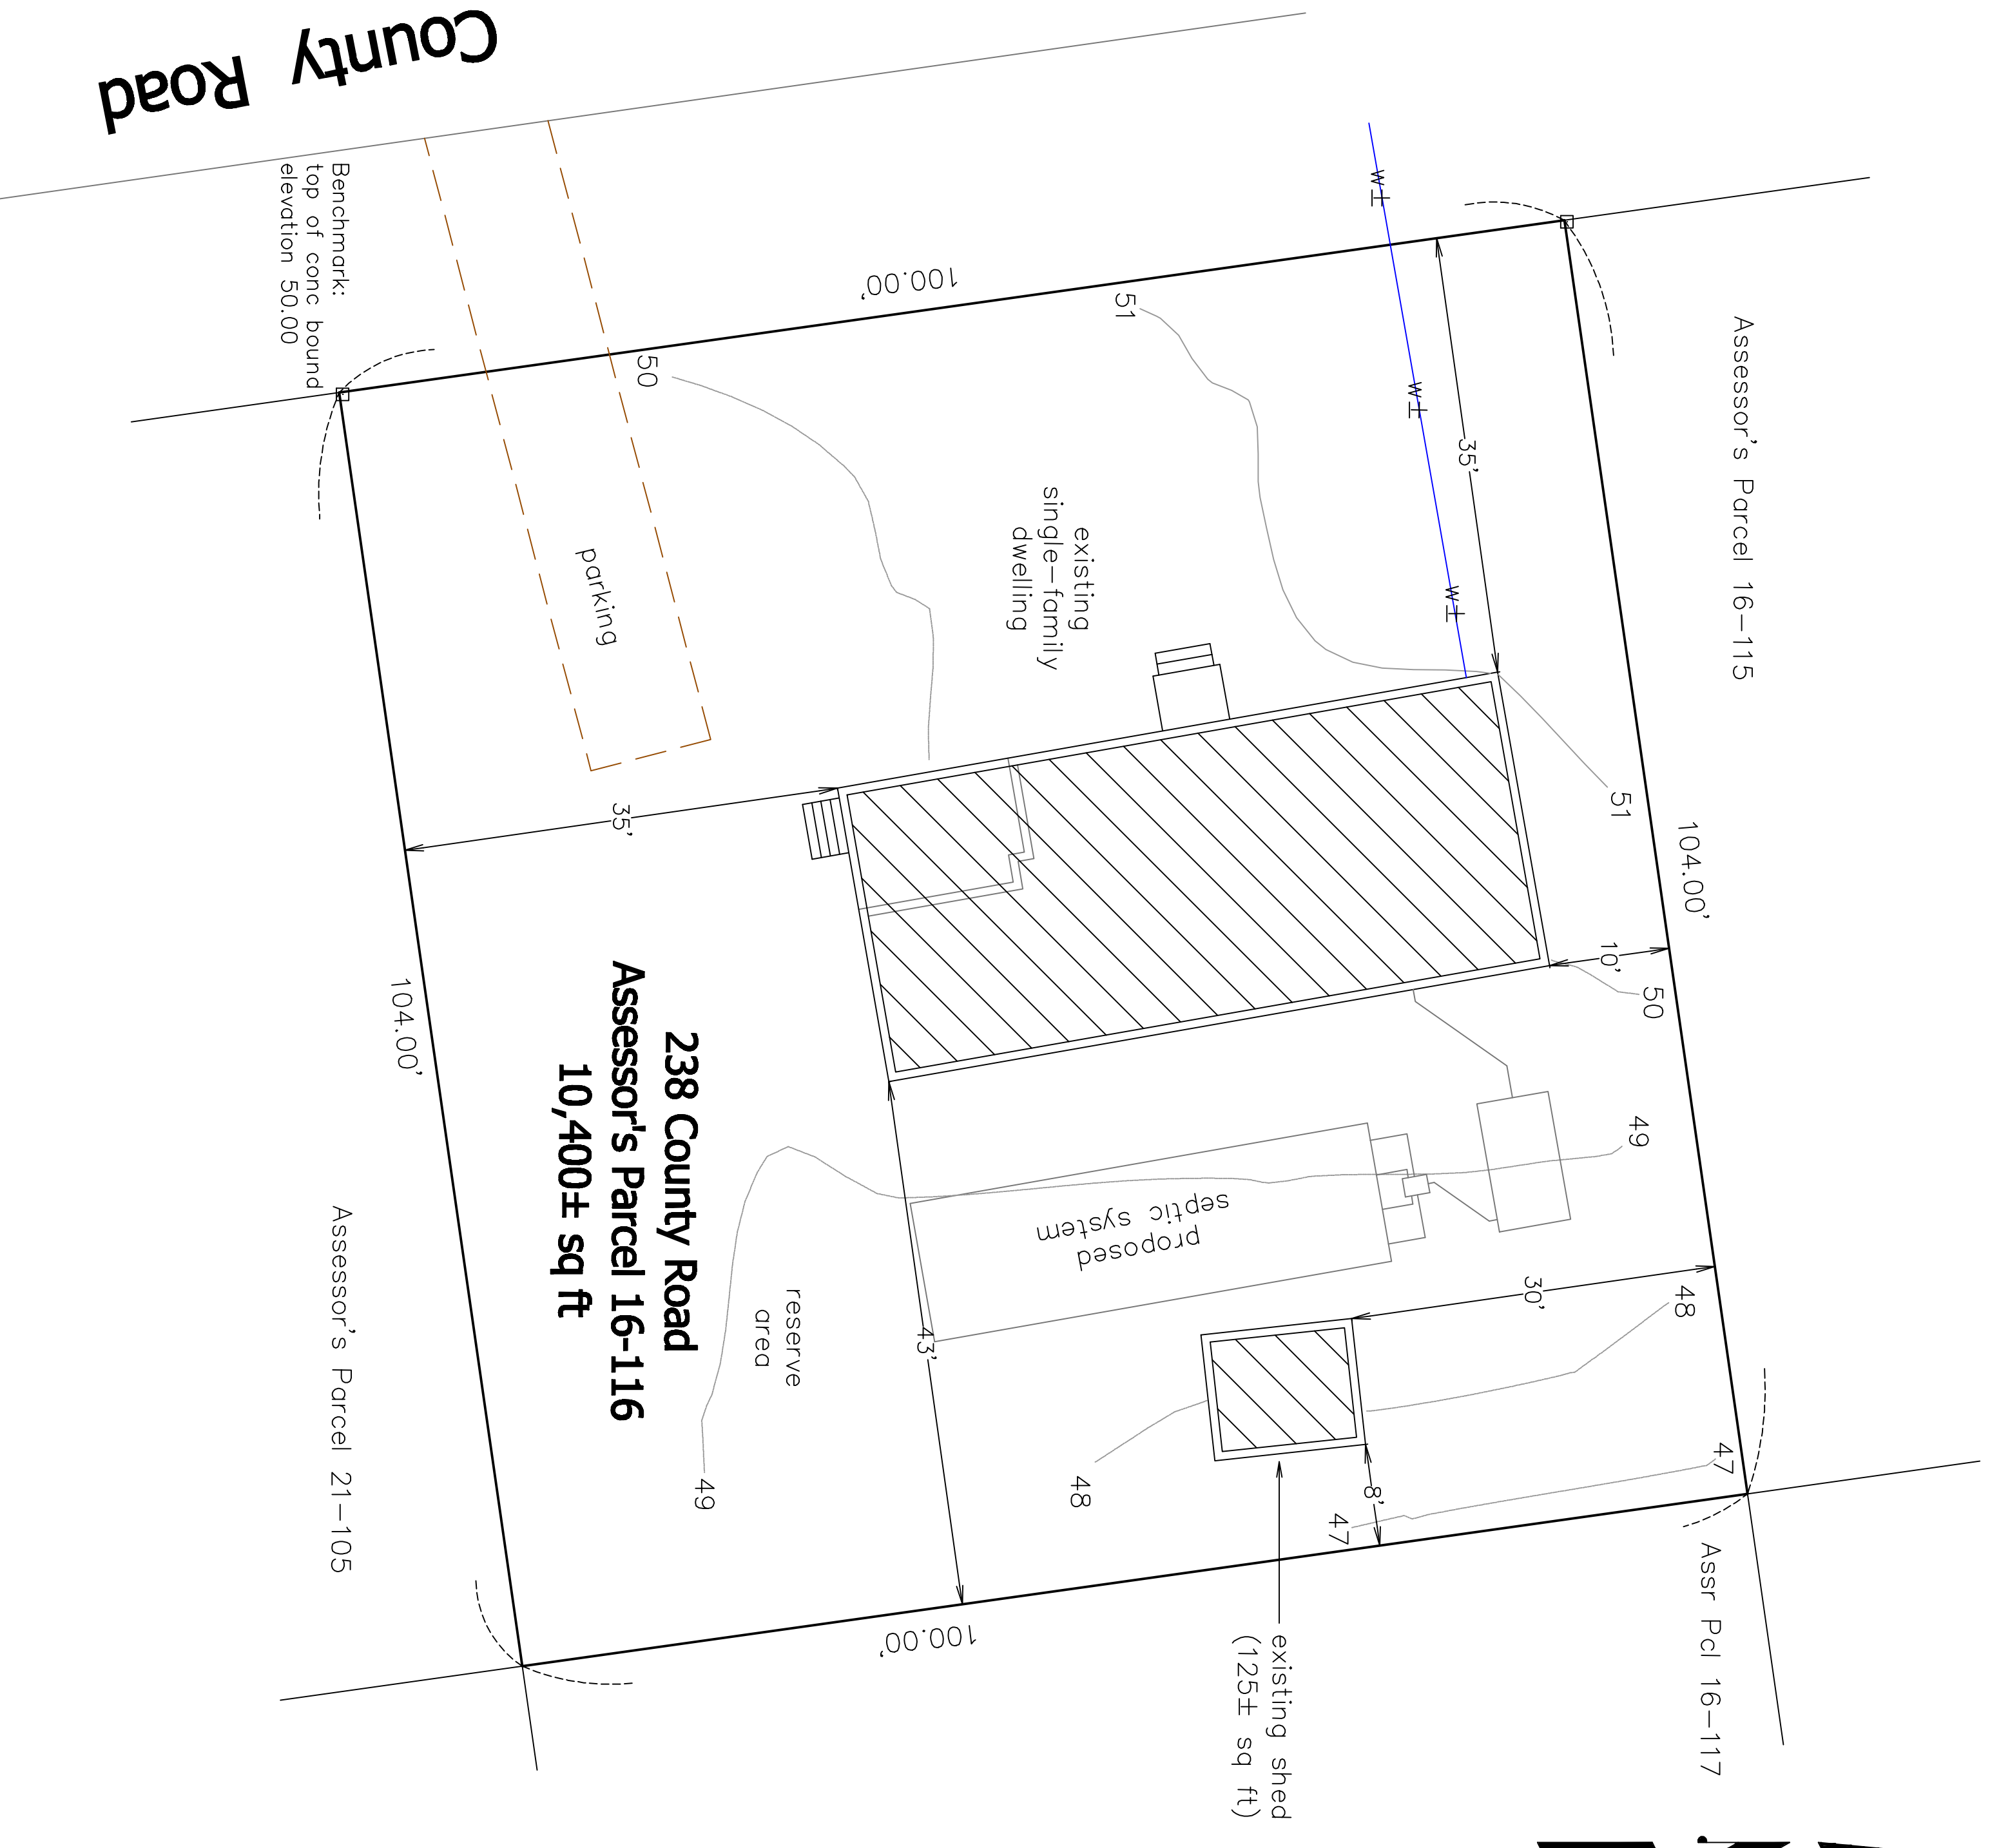 County Road
Benchmark:
top of conc bound
elevation 50.00
W±
W±
W±
100.00'
51
50
35'
Assessor's Parcel 16-115
existing
single-family
dwelling
parking
51
104.00'
35'
10'
50
104.00'
238 County Road
Assessor's Parcel 16-116
10,400± sq ft
49
proposed
septic system
reserve
area
43'
30'
48
Assessor's Parcel 21-105
49
48
8'
47
47
100.00'
existing shed
(125± sq ft)
Assr Pcl 16-117